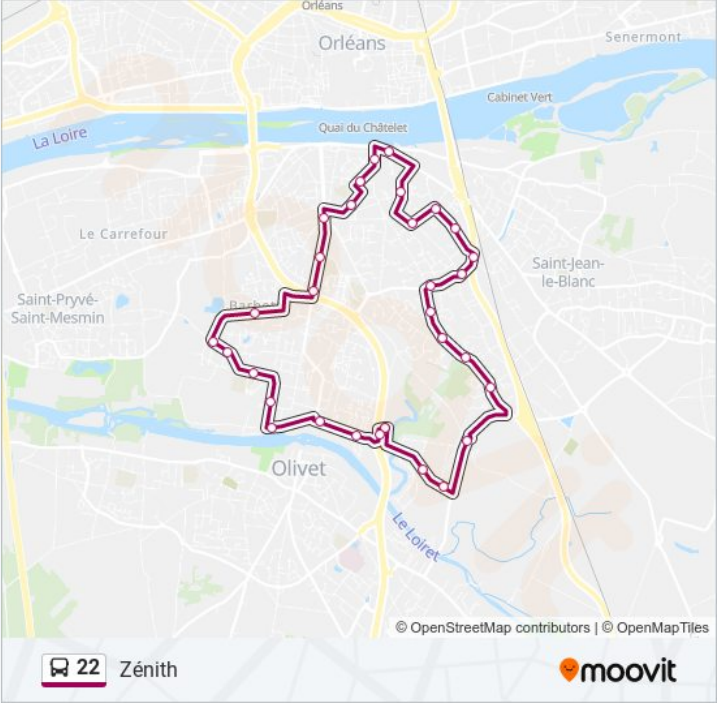 Orléans
Orléans
Senermont
Cabinet Vert
Quai du Châtelet
La Loire
Le Carrefour
Saint-Jean-
le-Blanc
Saint-Pryvé-
Saint-Mesmin
Olivet
Le Loiret
© OpenStreetMap contributors | © OpenMapTiles
22 Zénith
moovit